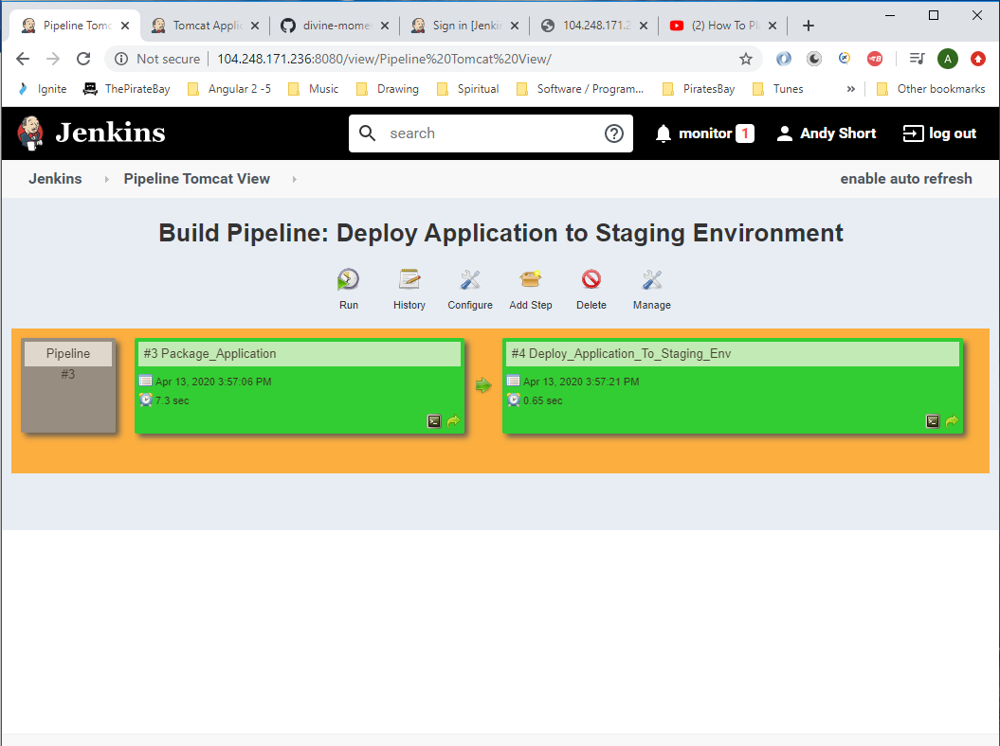 Pipeline Tomc
Tomcat Applic
divine-mome
Sign in [Jenkin
104.248.171.2
(2) How To Pl
Not secure
104.248.171.236:8080/view/Pipeline%20Tomcat%20View/
A
Ignite
ThePirateBay
Angular 2 -5
Music
Drawing
Spiritual
Software / Program...
PiratesBay
Tunes
»
Other bookmarks
Jenkins
search
monitor 1
Andy Short
log out
Jenkins
Pipeline Tomcat View
enable auto refresh
Build Pipeline: Deploy Application to Staging Environment
Run
History
Configure
Add Step
Delete
Manage
Pipeline
#3
#3 Package_Application
Apr 13, 2020 3:57:06 PM
7.3 sec
#4 Deploy_Application_To_Staging_Env
Apr 13, 2020 3:57:21 PM
0.65 sec